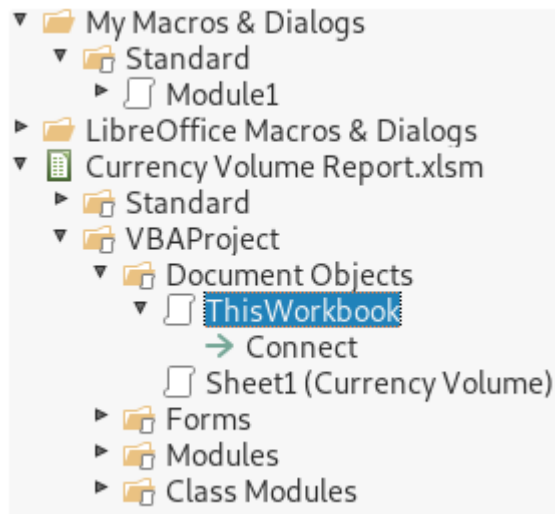 My Macros & Dialogs
Standard
Module1
LibreOffice Macros & Dialogs
Currency Volume Report.xlsm
Standard
VBAProject
Document Objects
ThisWorkbook
Connect
Sheet1 (Currency Volume)
Forms
Modules
Class Modules